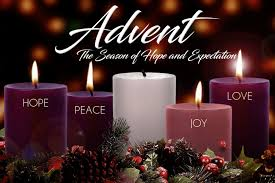 Advent
The Season of Hope and Expectation
HOPE
PEACE
JOY
LOVE